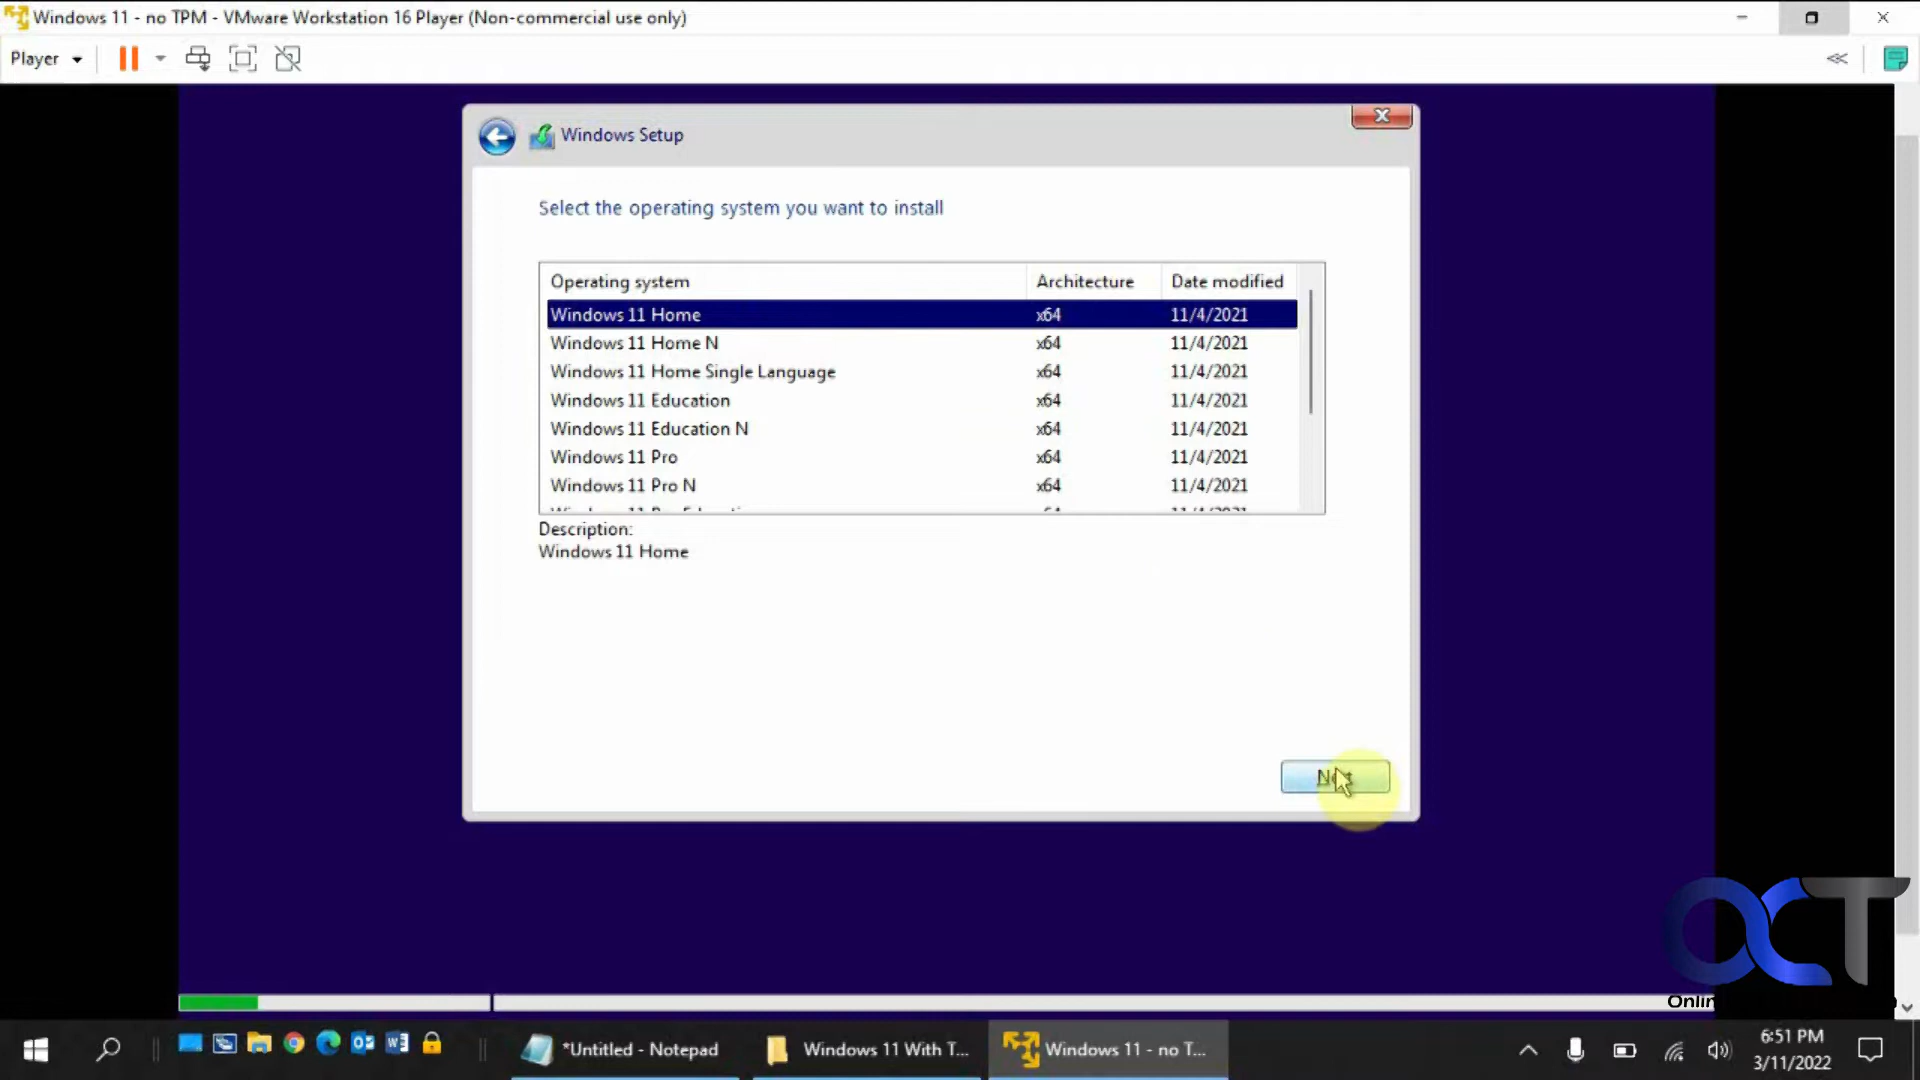 Windows 11 - no TPM - VMware Workstation 16 Player (Non-commercial use only)
Player
Windows Setup
Select the operating system you want to install
Operating system Architecture Date modified
Windows 11 Home x64 11/4/2021
Windows 11 Home N x64 11/4/2021
Windows 11 Home Single Language x64 11/4/2021
Windows 11 Education x64 11/4/2021
Windows 11 Education N x64 11/4/2021
Windows 11 Pro x64 11/4/2021
Windows 11 Pro N x64 11/4/2021
Description:
Windows 11 Home
OCT
*Untitled - Notepad
Windows 11 With T...
Windows 11 - no T...
6:51 PM
3/11/2022